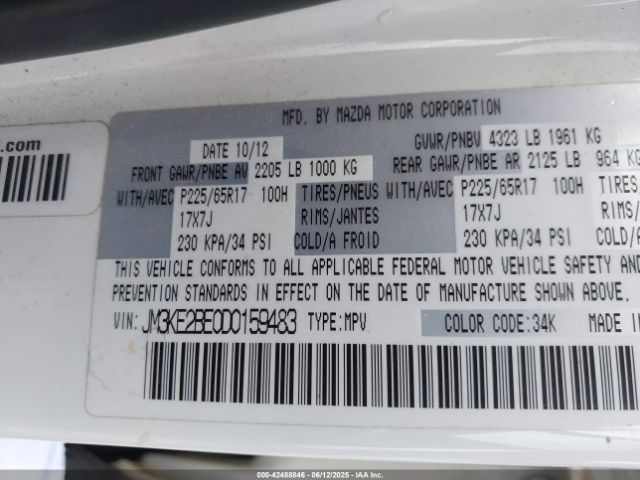 MFD. BY MAZDA MOTOR CORPORATION
DATE 10/12 GVWR/PNBV 4323 LB 1961 KG
FRONT GAWR/PNBE AV 2205 LB 1000 KG REAR GAWR/PNBE AR 2125 LB 964 KG
WITH/AVEC P225/65R17 100H TIRES/PNEUS WITH/AVEC P225/65R17 100H TIRES/
17X7J RIMS/JANTES 17X7J RIMS/
230 KPA/34 PSI COLD/A FROID 230 KPA/34 PSI COLD/
THIS VEHICLE CONFORMS TO ALL APPLICABLE FEDERAL MOTOR VEHICLE SAFETY AND
PREVENTION STANDARDS IN EFFECT ON THE DATE OF MANUFACTURE SHOWN ABOVE.
VIN: JM3KE2BE0D0159483 TYPE:MPV COLOR CODE:34K MADE IN
.com
000-42488846 - 06/12/2025 - IAA Inc.